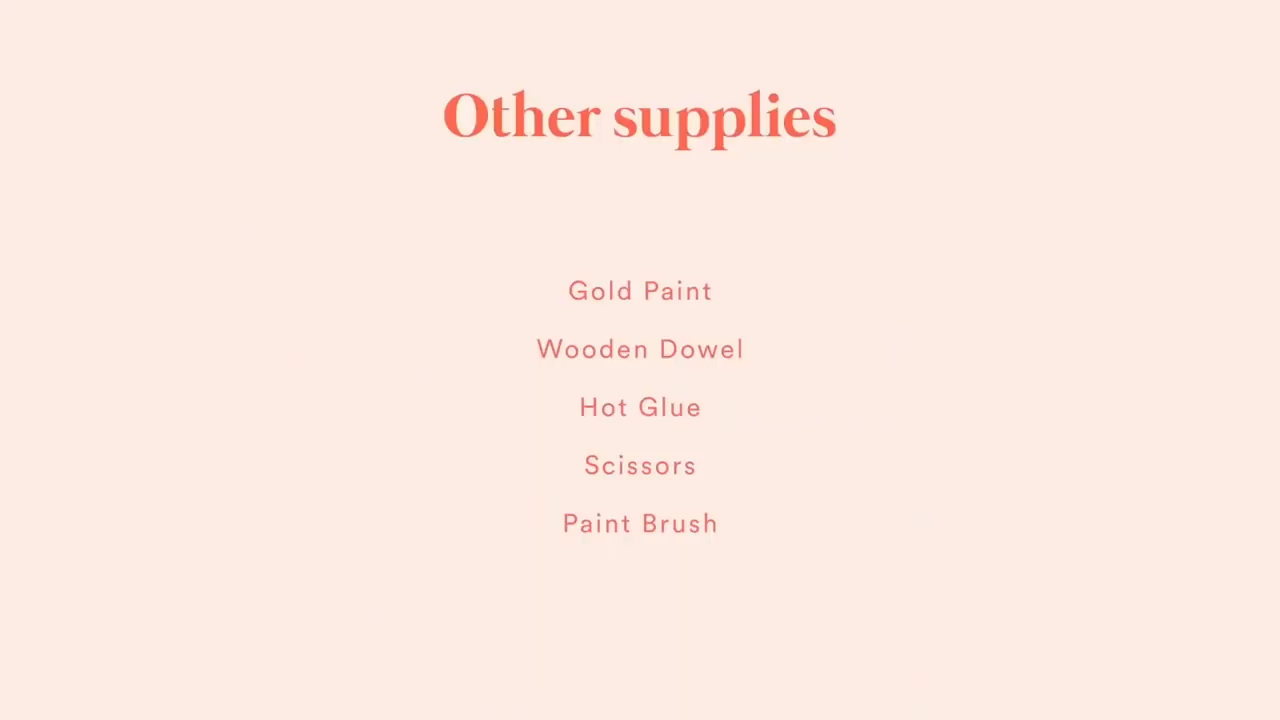 Other supplies
Gold Paint
Wooden Dowel
Hot Glue
Scissors
Paint Brush